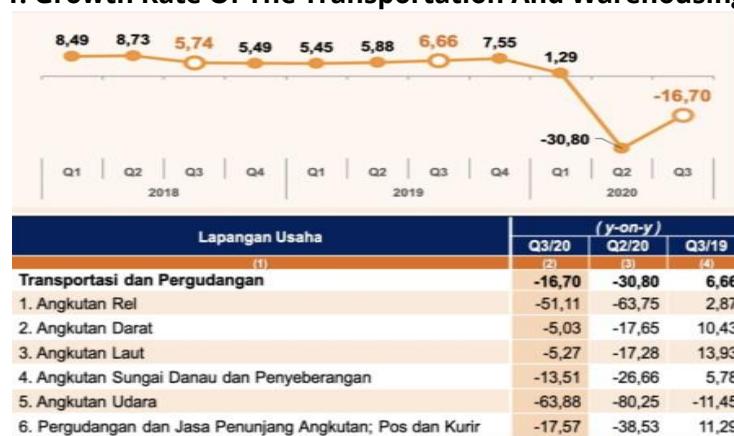 Growth Rate Of The Transportation And Warehousing
8,49 8,73 5,74 5,49 5,45 5,88 6,66 7,55 1,29
-16,70
-30,80
Q1 Q2 Q3 Q4 Q1 Q2 Q3 Q4 Q1 Q2 Q3
2018 2019 2020
Lapangan Usaha (y-on-y)
Q3/20 Q2/20 Q3/19
(1) (2) (3) (4)
Transportasi dan Pergudangan -16,70 -30,80 6,66
1. Angkutan Rel -51,11 -63,75 2,87
2. Angkutan Darat -5,03 -17,65 10,43
3. Angkutan Laut -5,27 -17,28 13,93
4. Angkutan Sungai Danau dan Penyeberangan -13,51 -26,66 5,78
5. Angkutan Udara -63,88 -80,25 -11,45
6. Pergudangan dan Jasa Penunjang Angkutan; Pos dan Kurir -17,57 -38,53 11,29